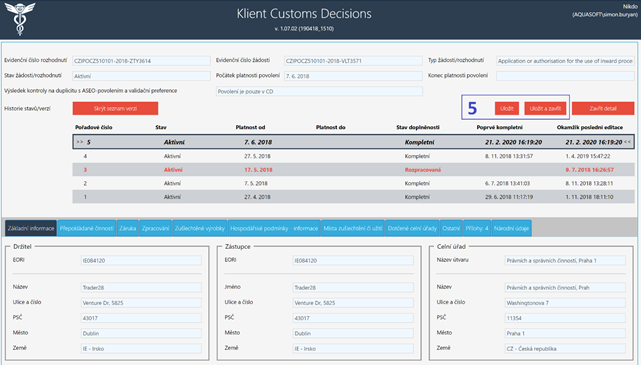 Klient Customs Decisions
v. 1.07.02 (190418_1510)
Nikdo
(AQUASOFT\simon.buryan)
Evidenční číslo rozhodnutí CZIPOCZ510101-2018-ZTY3614 Evidenční číslo žádosti CZIPOCZ510101-2018-VLT3571 Typ žádosti/rozhodnutí Application or authorisation for the use of inward proce
Stav žádosti/rozhodnutí Aktivní Počátek platnosti povolení 7. 6. 2018 Konec platnosti povolení
Výsledek kontroly na duplicitu s ASEO-povolením a validační preference Povolení je pouze v CD
Historie stavů/verzí Skrýt seznam verzí 5 Uložit Uložit a zavřít Zavřít detail
Pořadové číslo Stav Platnost od Platnost do Stav doplněnosti Poprvé kompletní Okamžik poslední editace
>> 5 Aktivní 7. 6. 2018 Kompletní 21. 2. 2020 16:19:20 21. 2. 2020 16:19:20 <<
4 Aktivní 27. 5. 2018 Kompletní 8. 11. 2018 13:31:57 1. 4. 2019 15:47:22
3 Aktivní 17. 5. 2018 Rozpracovaná 9. 7. 2018 16:26:57
2 Aktivní 7. 5. 2018 Kompletní 6. 7. 2018 13:41:03 8. 11. 2018 13:28:11
1 Aktivní 27. 4. 2018 Kompletní 29. 6. 2018 11:17:19 1. 11. 2018 18:11:10
Základní informace Předpokládané činnosti Záruka Zpracování Zušlechtěné výrobky Hospodářské podmínky - Informace Místa zušlechtění či užití Dotčené celní úřady Ostatní Přílohy: 4 Národní údaje
Držitel Zástupce Celní úřad
EORI IE084120 EORI IE084120 Název útvaru Právních a správních činností, Praha 1
Název Trader28 Jméno Trader28 Název Právních a správních činností, Prah
Ulice a číslo Venture Dr, 5825 Ulice a číslo Venture Dr, 5825 Ulice a číslo Washingtonova 7
PSČ 43017 PSČ 43017 PSČ 11354
Město Dublin Město Dublin Město Praha 1
Země IE - Irsko Země IE - Irsko Země CZ - Česká republika